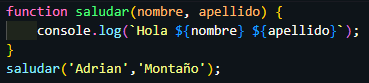 function saludar(nombre, apellido) {
    console.log(`Hola ${nombre} ${apellido}`);
}
saludar('Adrian','Montaño');